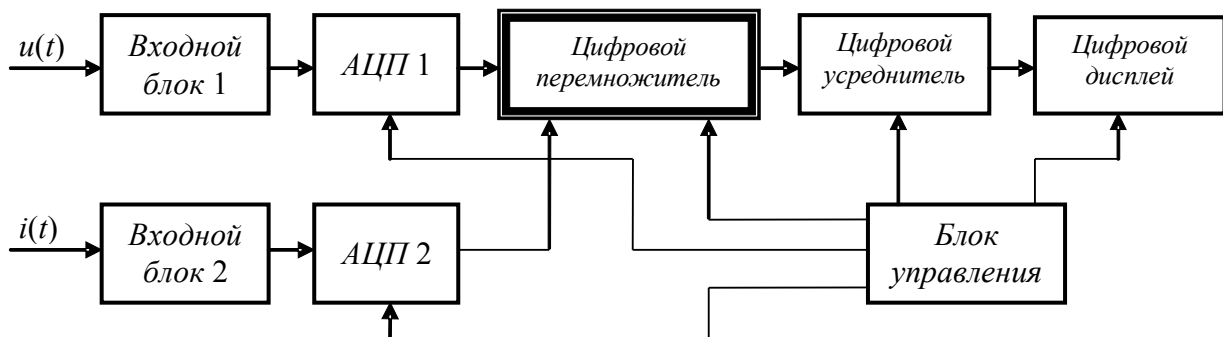 u(t)
Входной
блок 1
АЦП 1
Цифровой
перемножитель
Цифровой
усреднитель
Цифровой
дисплей
i(t)
Входной
блок 2
АЦП 2
Блок
управления